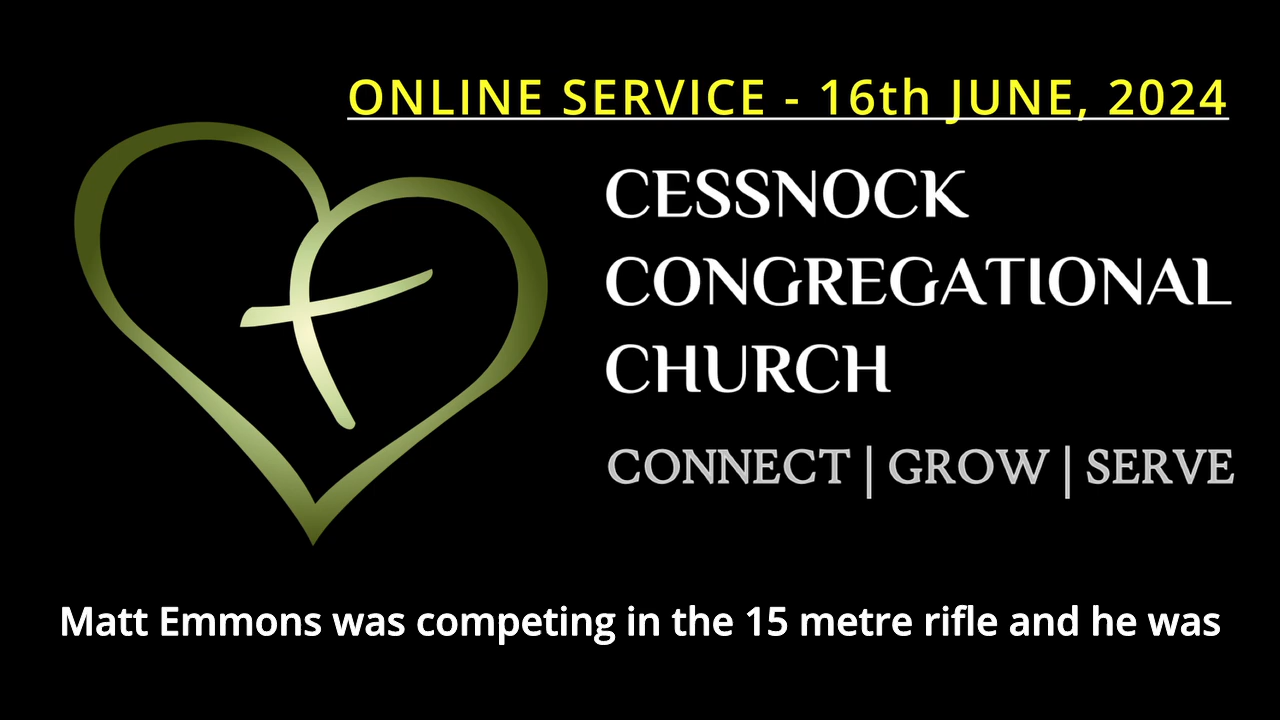 ONLINE SERVICE - 16th JUNE, 2024
CESSNOCK
CONGREGATIONAL
CHURCH
CONNECT | GROW | SERVE
Matt Emmons was competing in the 15 metre rifle and he was